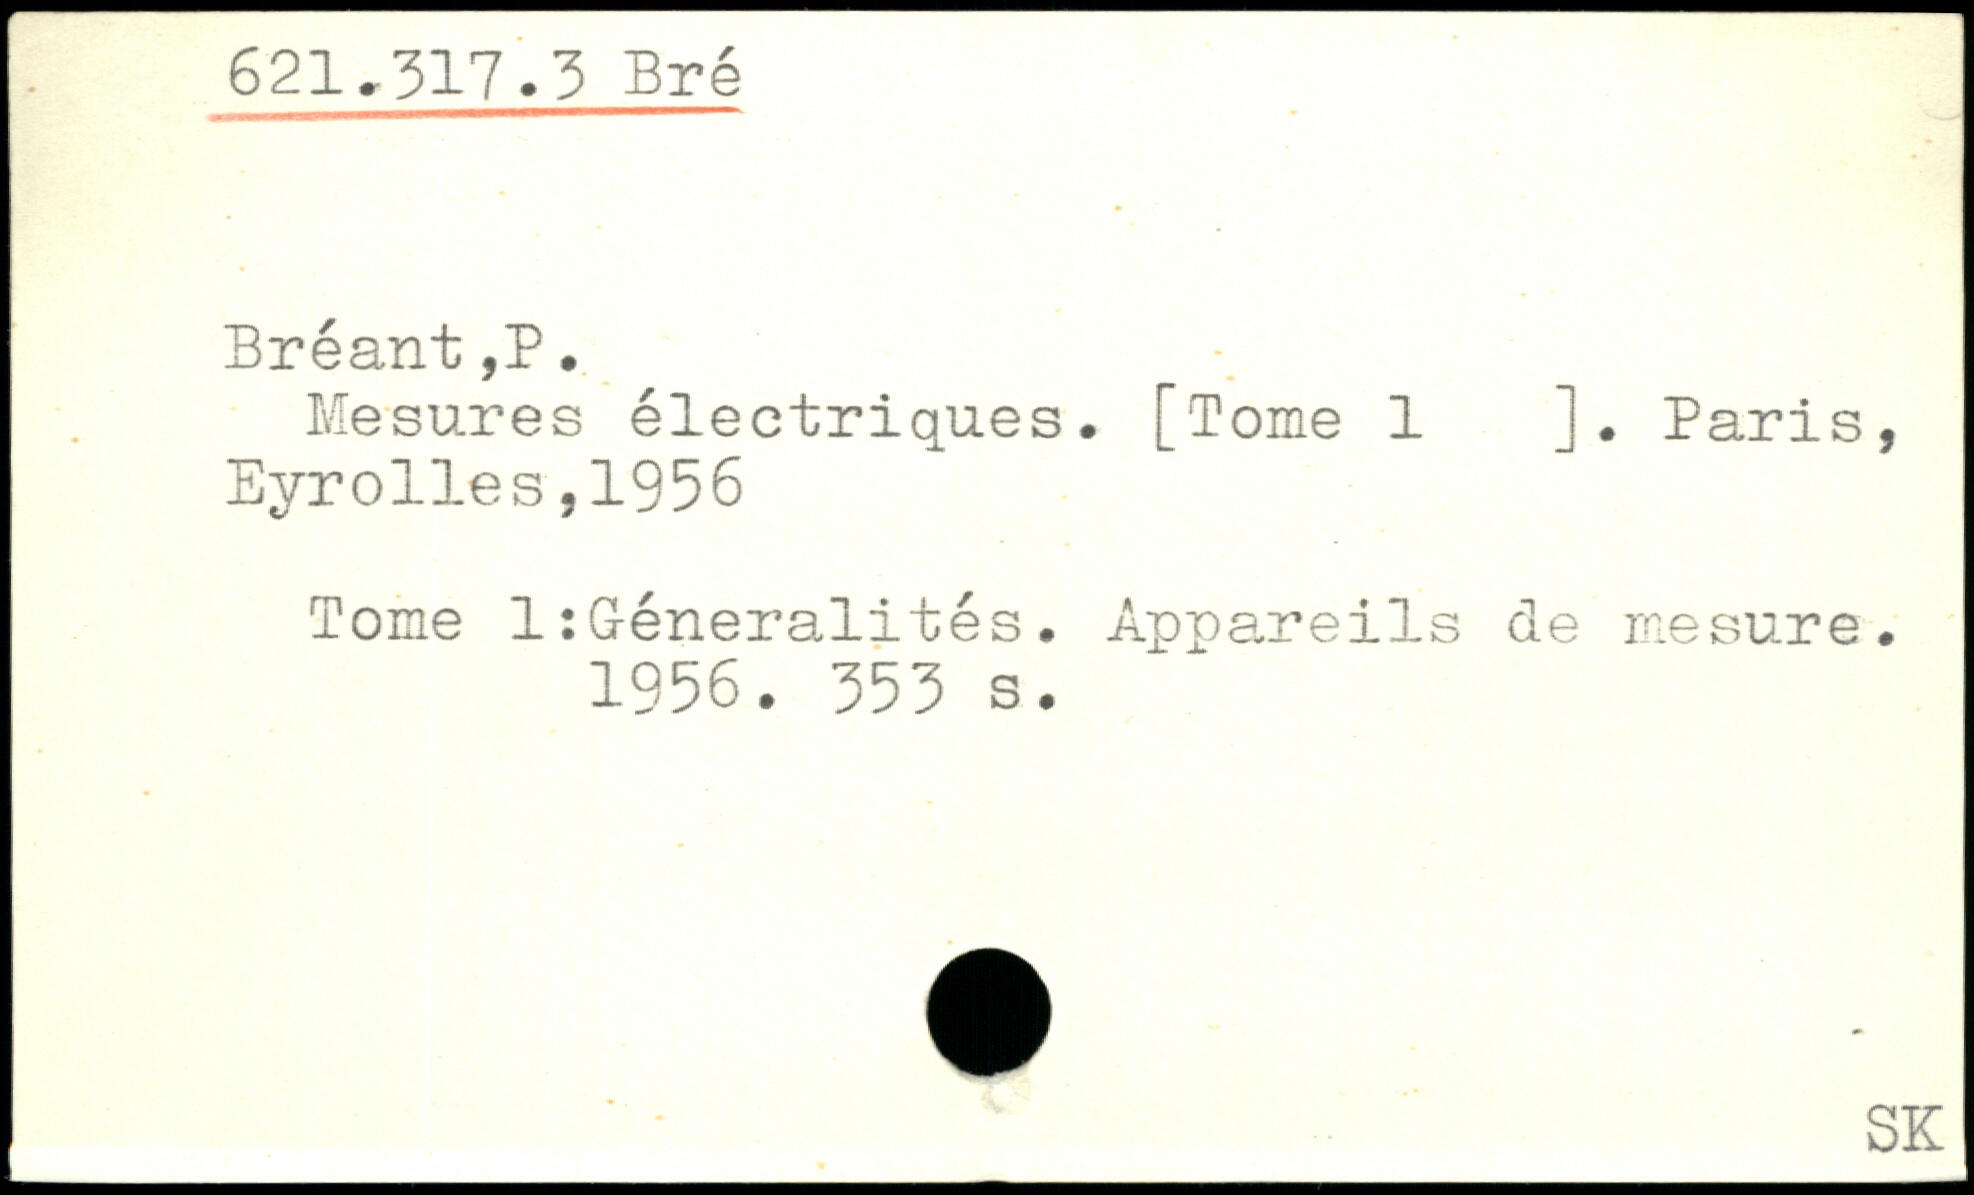 621.317.3 Bré
Bréant,P.
Mesures électriques. [Tome 1   ]. Paris,
Eyrolles,1956
Tome 1:Géneralités. Appareils de mesure.
1956. 353 s.
SK